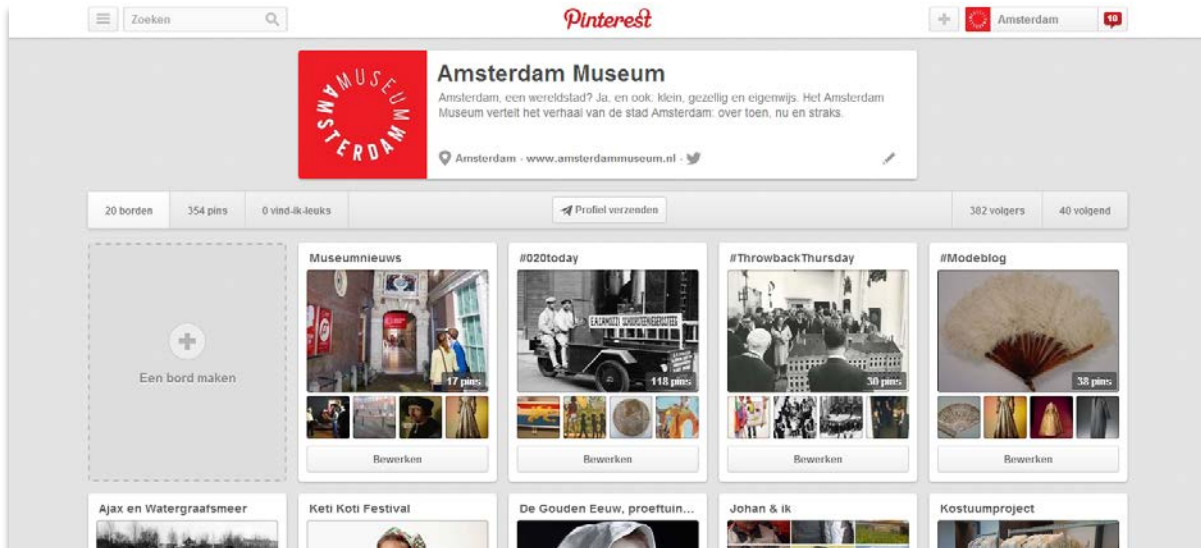 Zoeken
Pinterest
Amsterdam
10
AMSTERDAM MUSEUM
Amsterdam Museum
Amsterdam, een wereldstad? Ja, en ook: klein, gezellig en eigenwijs. Het Amsterdam
Museum vertelt het verhaal van de stad Amsterdam: over toen, nu en straks.
Amsterdam - www.amsterdammuseum.nl -
20 borden
354 pins
0 vind-ik-leuks
Profiel verzenden
382 volgers
40 volgend
Een bord maken
Museumnieuws
17 pins
Bewerken
#020today
118 pins
Bewerken
#ThrowbackThursday
30 pins
Bewerken
#Modeblog
38 pins
Bewerken
Ajax en Watergraafsmeer
Keti Koti Festival
De Gouden Eeuw, proeftuin...
Johan & ik
Kostuumproject